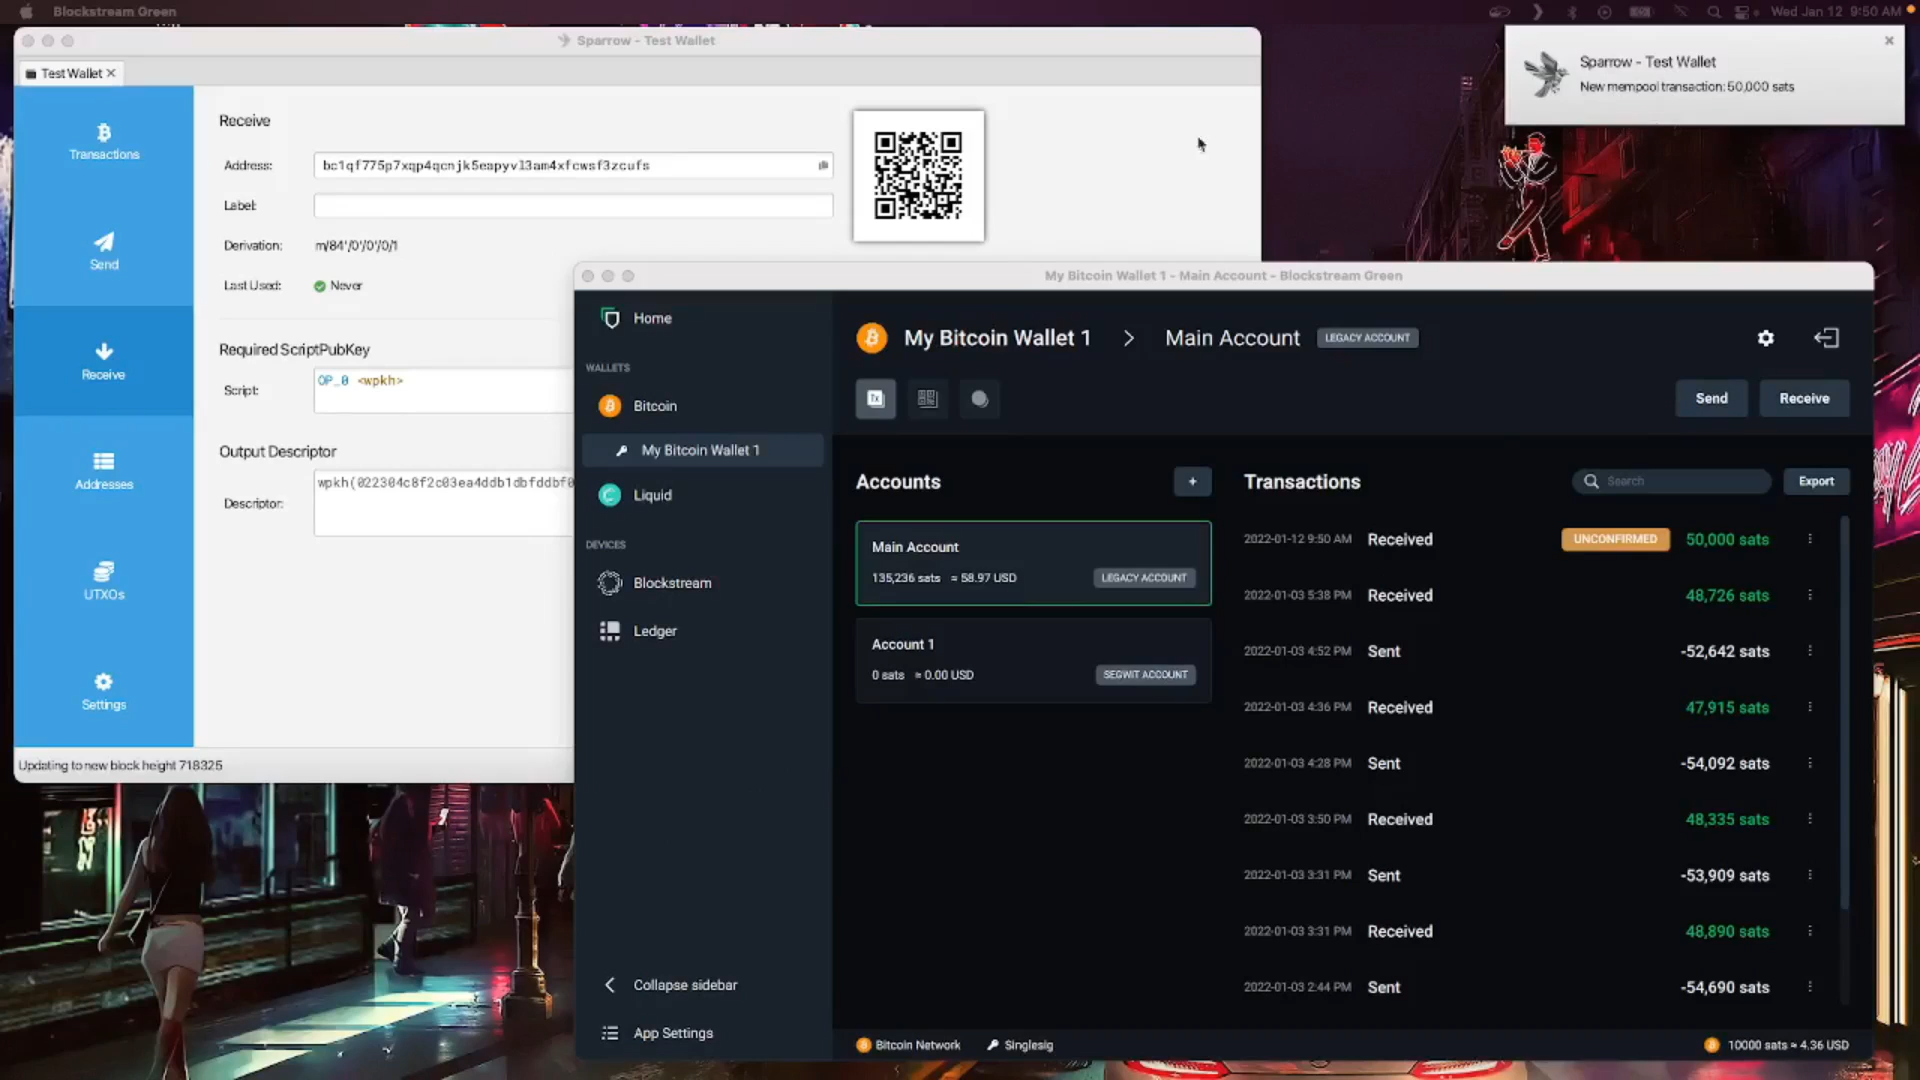 Blockstream Green
Wed Jan 12 9:50 AM
Sparrow - Test Wallet
Test Wallet
Transactions
Send
Receive
Addresses
UTXOs
Settings
Receive
Address:
bc1qf775p7xqp4qcnjk5eapyvl3am4xfcwsf3zcufs
Label:
Derivation:
m/84'/0'/0'/0/1
Last Used:
Never
Required ScriptPubKey
Script:
OP_0 <wpkh>
Output Descriptor
Descriptor:
wpkh(022304c8f2c03ea4ddb1dbfddbf0
Updating to new block height 718325
Sparrow - Test Wallet
New mempool transaction: 50,000 sats
My Bitcoin Wallet 1 - Main Account - Blockstream Green
Home
WALLETS
Bitcoin
My Bitcoin Wallet 1
Liquid
DEVICES
Blockstream
Ledger
Collapse sidebar
App Settings
My Bitcoin Wallet 1 > Main Account LEGACY ACCOUNT
Tx
Send
Receive
Accounts
+
Main Account
135,236 sats ≈ 58.97 USD LEGACY ACCOUNT
Account 1
0 sats ≈ 0.00 USD SEGWIT ACCOUNT
Transactions
Search
Export
2022-01-12 9:50 AM Received UNCONFIRMED 50,000 sats
2022-01-03 5:38 PM Received 48,726 sats
2022-01-03 4:52 PM Sent -52,642 sats
2022-01-03 4:36 PM Received 47,915 sats
2022-01-03 4:28 PM Sent -54,092 sats
2022-01-03 3:50 PM Received 48,335 sats
2022-01-03 3:31 PM Sent -53,909 sats
2022-01-03 3:31 PM Received 48,890 sats
2022-01-03 2:44 PM Sent -54,690 sats
Bitcoin Network
Singlesig
10000 sats ≈ 4.36 USD